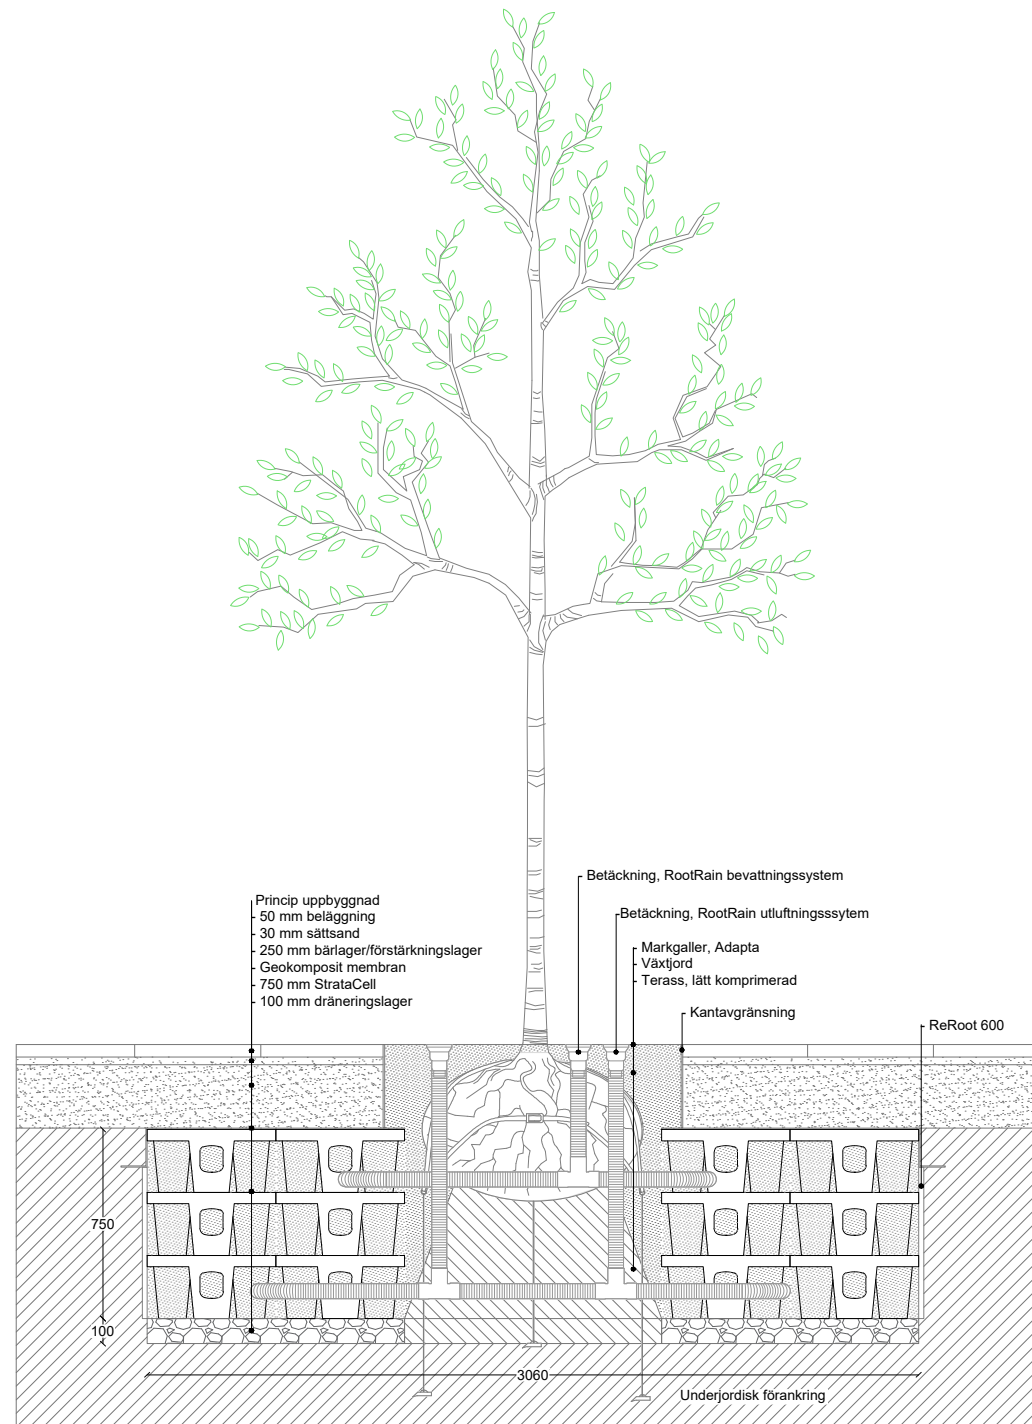 Betäckning, RootRain bevattningssystem
Princip uppbyggnad
50 mm beläggning
30 mm sättsand
250 mm bärlager/förstärkningslager
Geokomposit membran
750 mm StrataCell
100 mm dräneringslager
Betäckning, RootRain utluftningsssytem
Markgaller, Adapta
Växtjord
Terass, lätt komprimerad
Kantavgränsning
ReRoot 600
750
100
3060
Underjordisk förankring